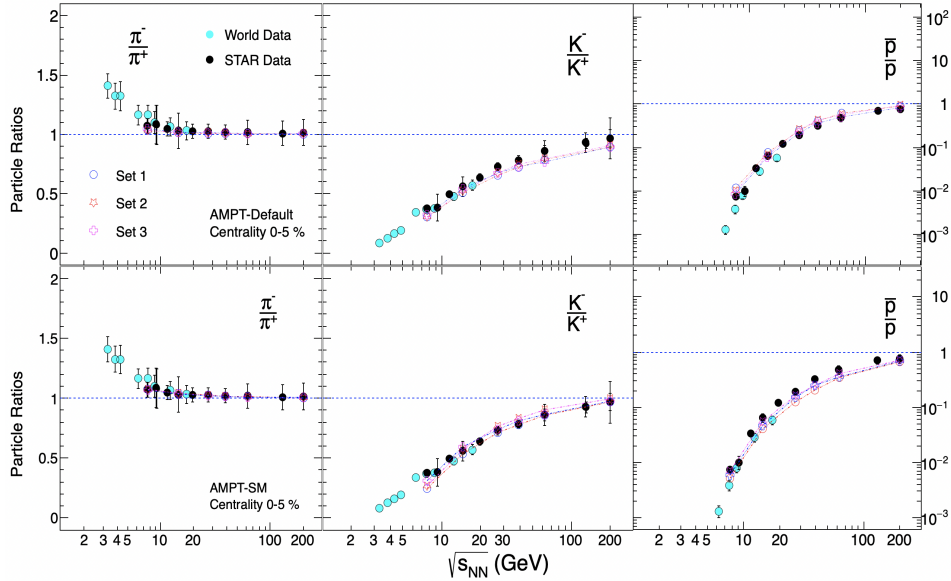 Particle Ratios
2
1.5
1
0.5
0
π⁻
π⁺
World Data
STAR Data
Set 1
Set 2
Set 3
AMPT-Default
Centrality 0-5 %
K⁻
K⁺
p̅
p
10²
10
1
10⁻¹
10⁻²
10⁻³
Particle Ratios
2
1.5
1
0.5
0
π⁻
π⁺
AMPT-SM
Centrality 0-5 %
K⁻
K⁺
p̅
p
10
1
10⁻¹
10⁻²
10⁻³
2 3 4 5 10 20 100 200
2 3 4 5 10 20 100 200
2 3 4 5 10 20 100 200
√sNN (GeV)